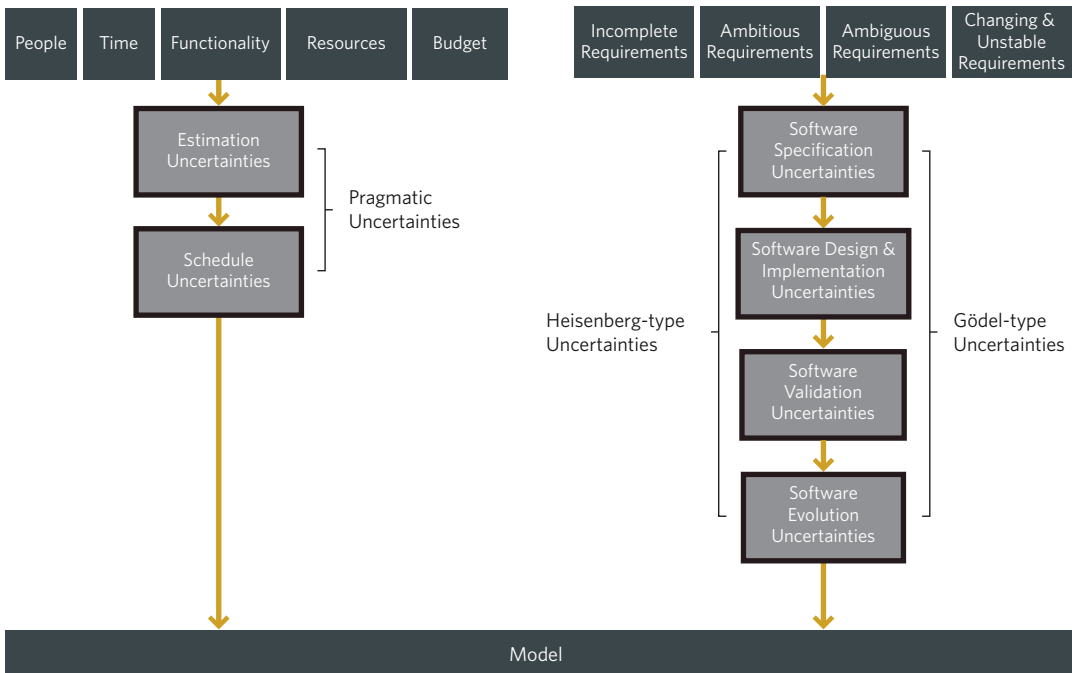 People
Time
Functionality
Resources
Budget
Incomplete
Requirements
Ambitious
Requirements
Ambiguous
Requirements
Changing &
Unstable
Requirements
Estimation
Uncertainties
Schedule
Uncertainties
Pragmatic
Uncertainties
Software
Specification
Uncertainties
Software Design &
Implementation
Uncertainties
Heisenberg-type
Uncertainties
Gödel-type
Uncertainties
Software
Validation
Uncertainties
Software
Evolution
Uncertainties
Model